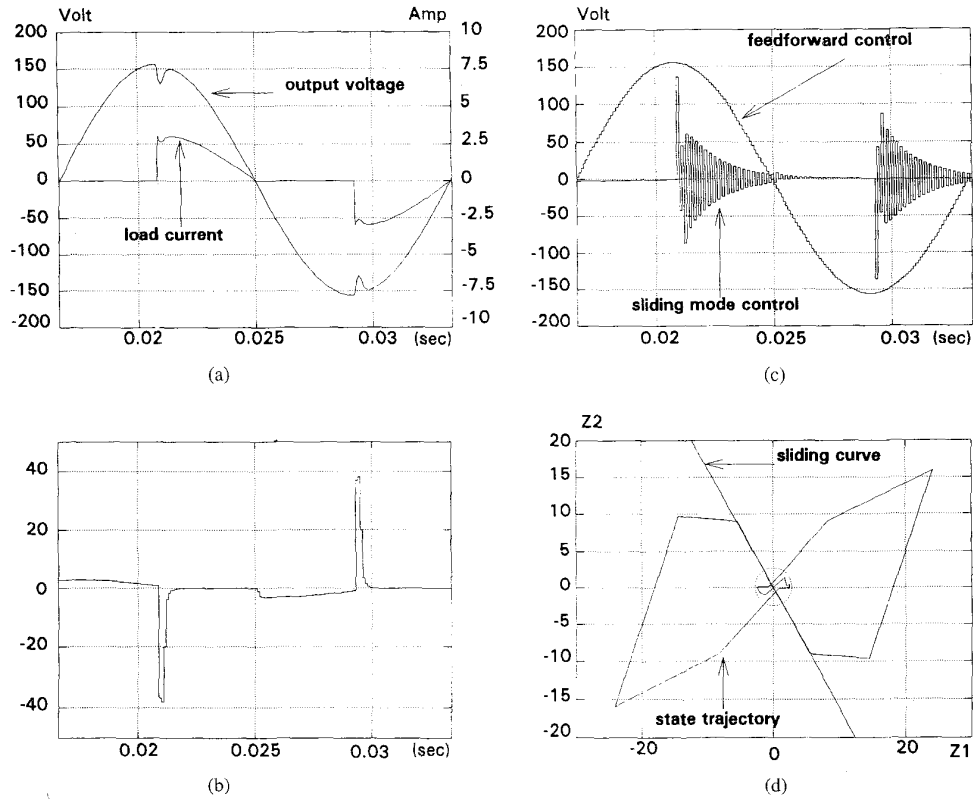 Volt Amp
200 10
150 7.5
100 5
50 2.5
0 0
-50 -2.5
-100 -5
-150 -7.5
-200 -10
output voltage
load current
0.02 0.025 0.03 (sec)
(a)
Volt
200
150
100
50
0
-50
-100
-150
-200
feedforward control
sliding mode control
0.02 0.025 0.03 (sec)
(c)
40
20
0
-20
-40
0.02 0.025 0.03
(b)
Z2
20
15
10
5
0
-5
-10
-15
-20
sliding curve
state trajectory
-20 0 20 Z1
(d)